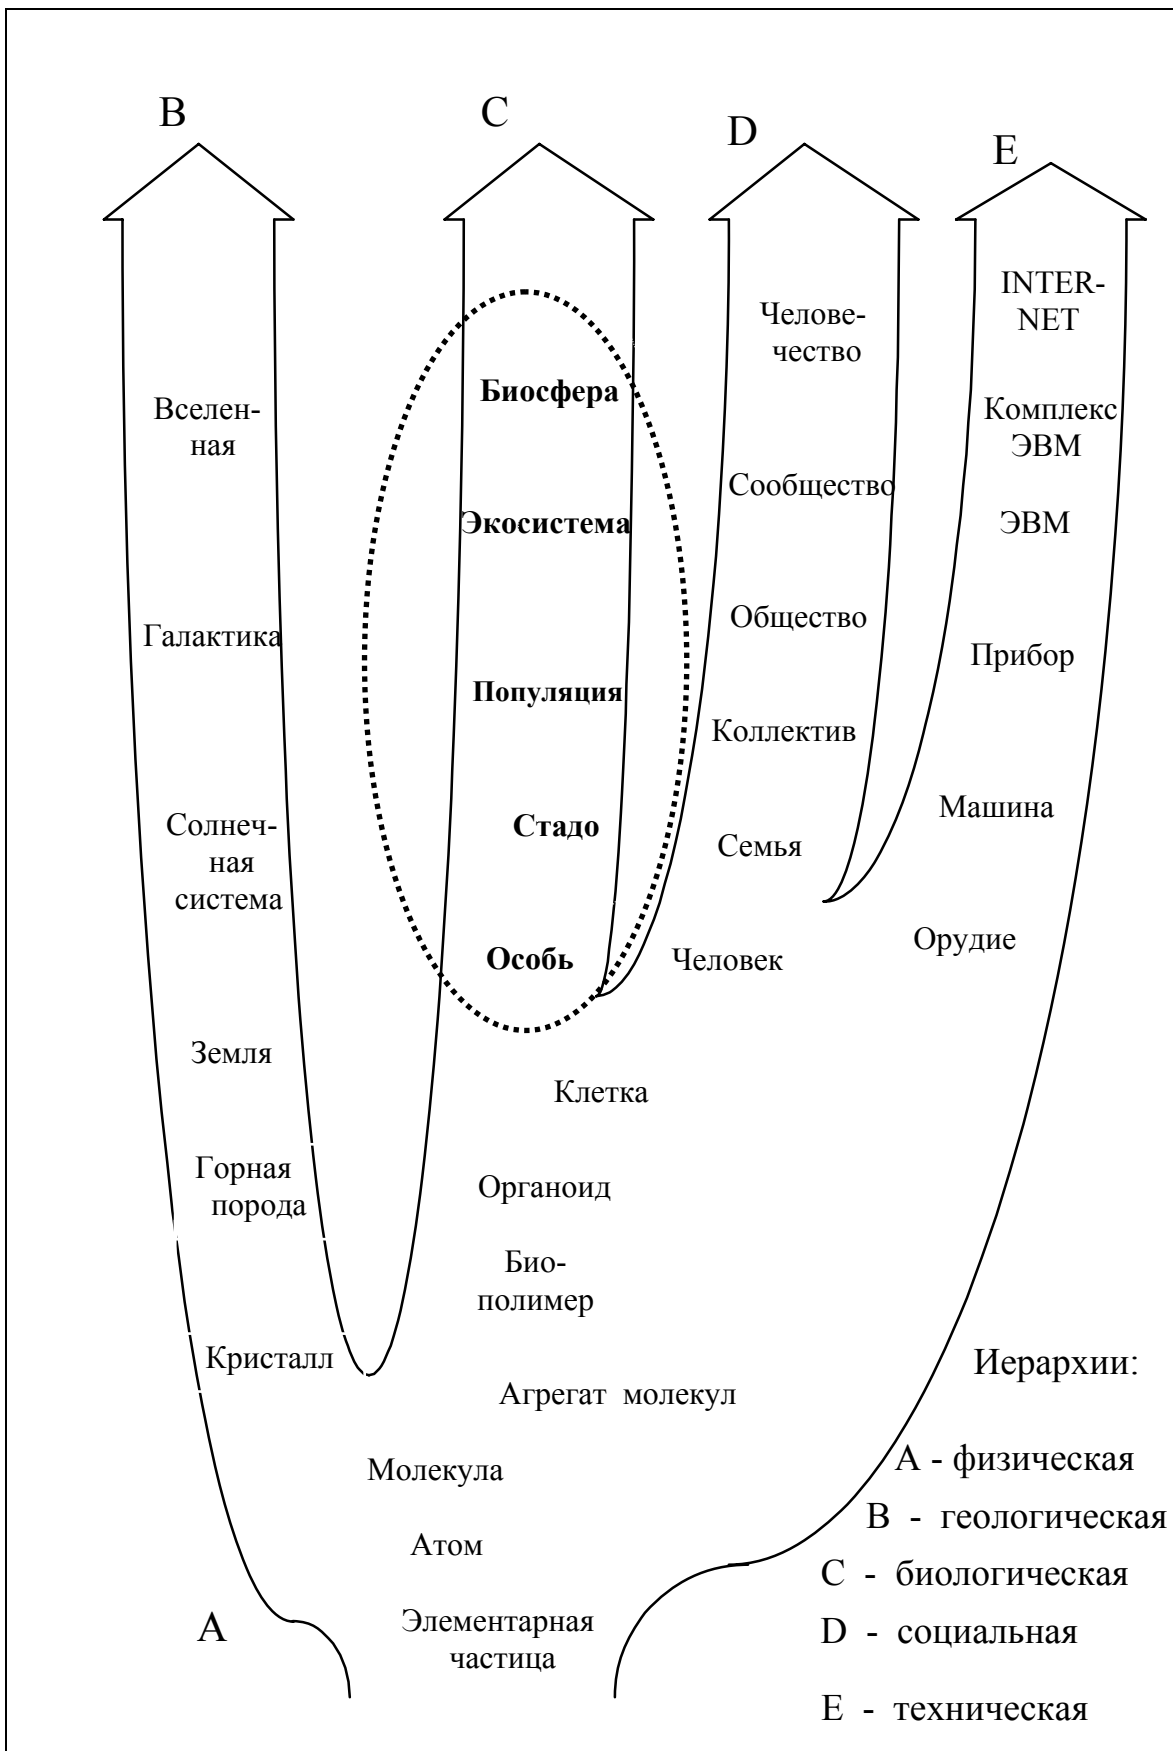 B
C
D
E
Вселен-
ная
Галактика
Солнеч-
ная
система
Земля
Горная
порода
Кристалл
Биосфера
Экосистема
Популяция
Стадо
Особь
Клетка
Органоид
Био-
полимер
Агрегат молекул
Молекула
Атом
Элементарная
частица
A
Челове-
чество
Сообщество
Общество
Коллектив
Семья
Человек
INTER-
NET
Комплекс
ЭВМ
ЭВМ
Прибор
Машина
Орудие
Иерархии:
A - физическая
B - геологическая
C - биологическая
D - социальная
E - техническая